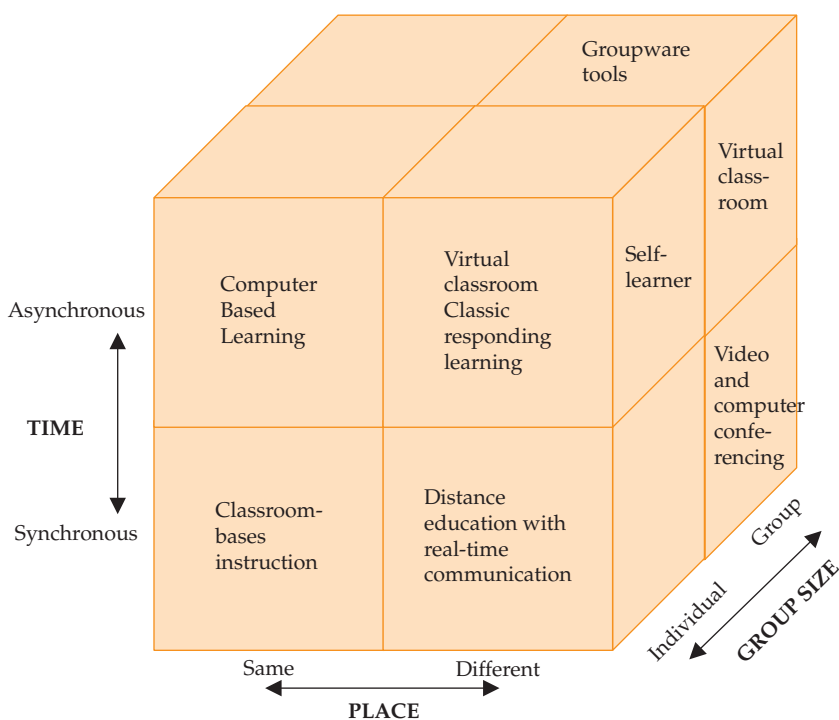 Groupware
tools
Virtual
class-
room
Self-
learner
Computer
Based
Learning
Virtual
classroom
Classic
responding
learning
Asynchronous
TIME
Synchronous
Video
and
computer
confe-
rencing
Classroom-
bases
instruction
Distance
education with
real-time
communication
Group
Individual
GROUP SIZE
Same
Different
PLACE